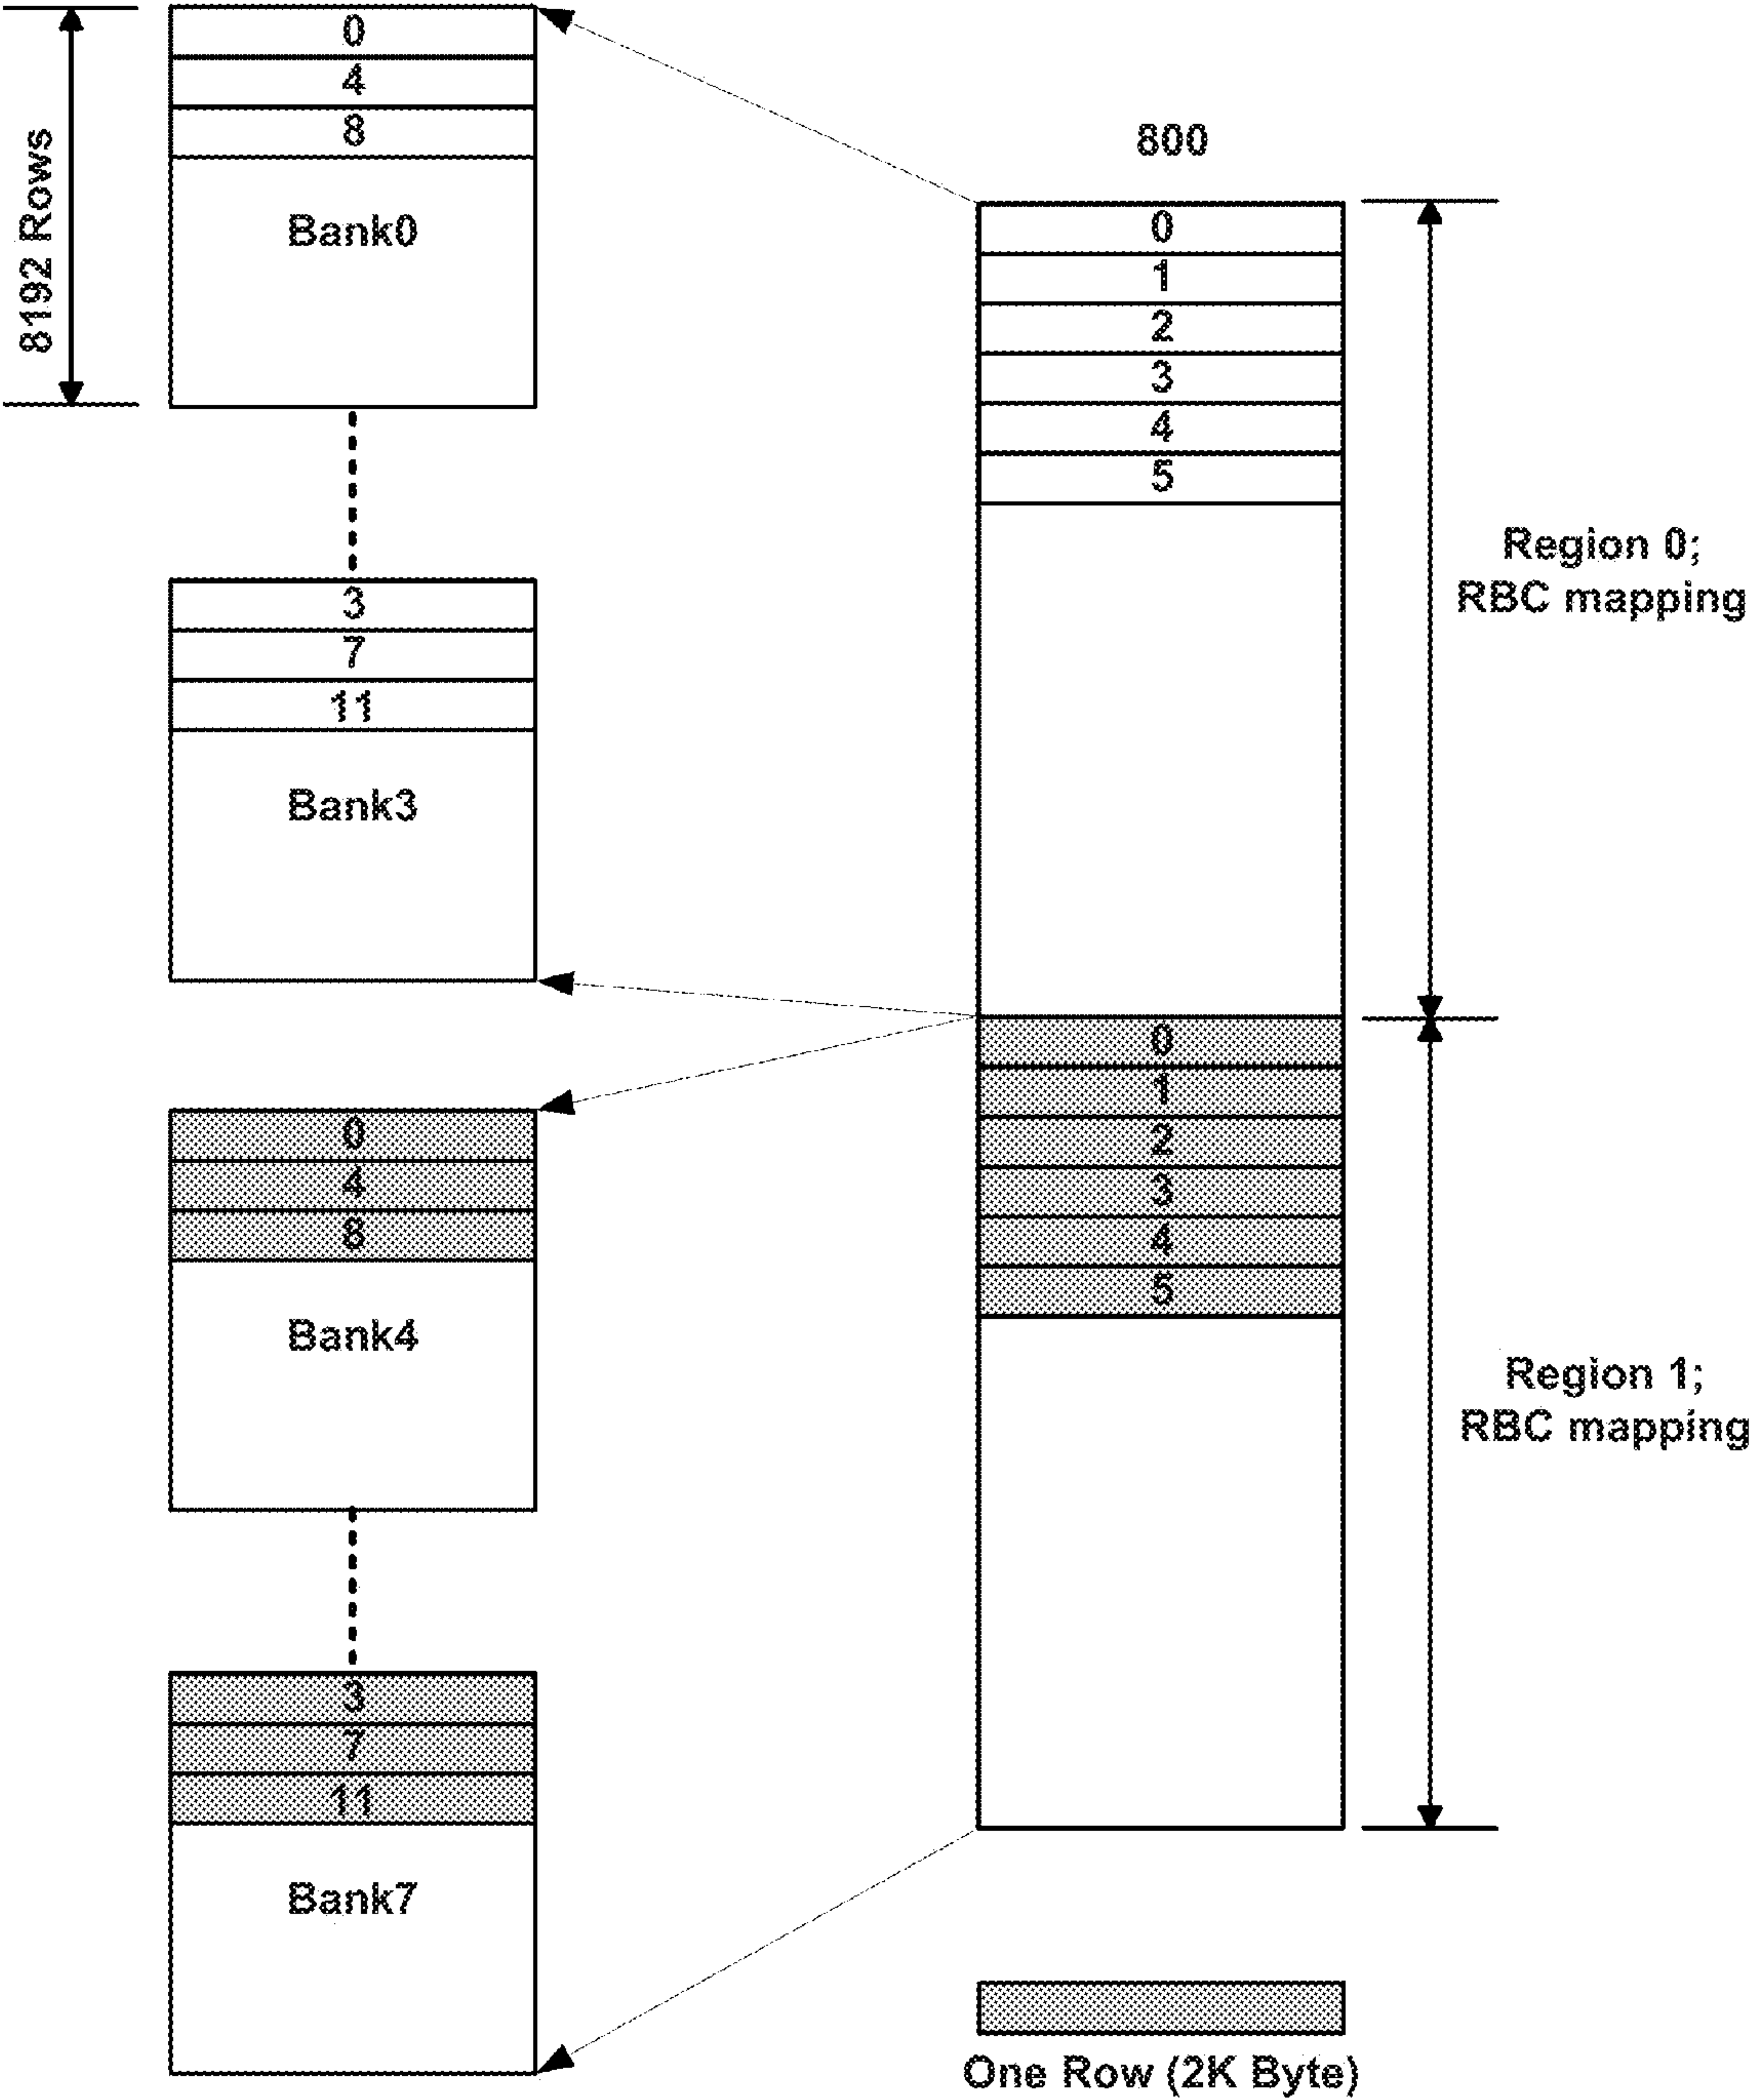 8192 Rows
0
4
8
Bank0
3
7
11
Bank3
0
4
8
Bank4
3
7
11
Bank7
800
0
1
2
3
4
5
0
1
2
3
4
5
Region 0;
RBC mapping
Region 1;
RBC mapping
One Row (2K Byte)